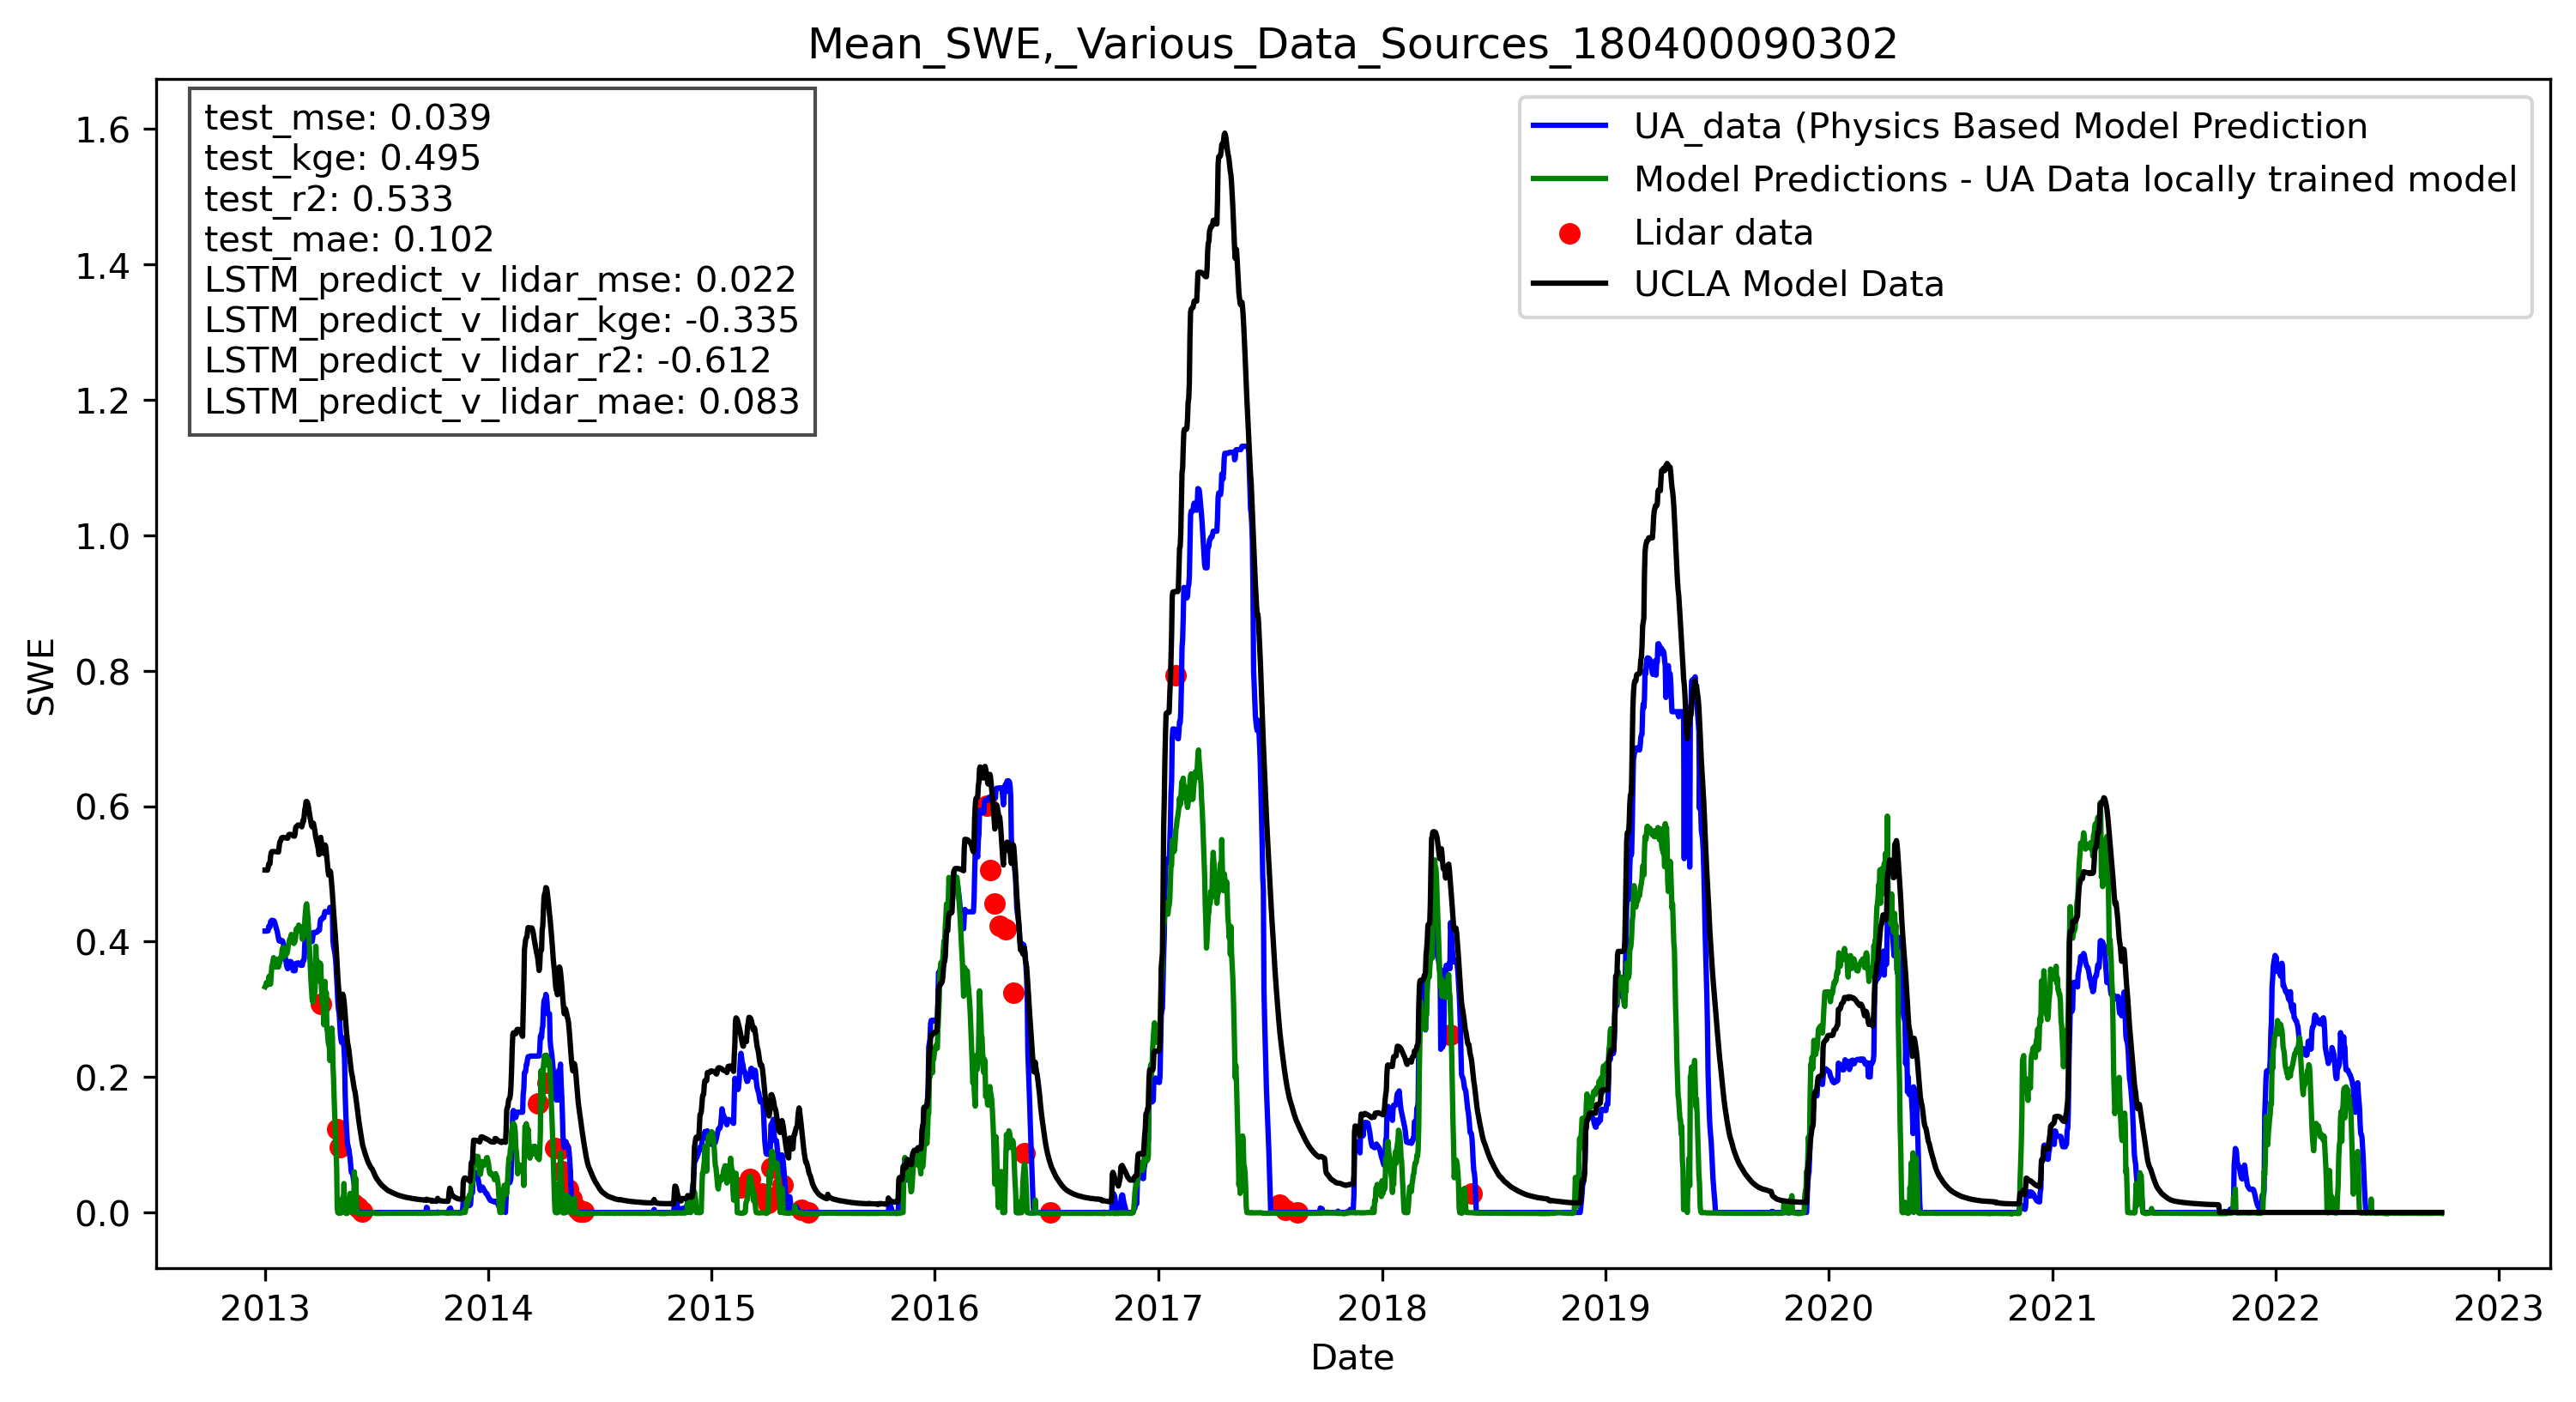 Mean_SWE,_Various_Data_Sources_180400090302
test_mse: 0.039
test_kge: 0.495
test_r2: 0.533
test_mae: 0.102
LSTM_predict_v_lidar_mse: 0.022
LSTM_predict_v_lidar_kge: -0.335
LSTM_predict_v_lidar_r2: -0.612
LSTM_predict_v_lidar_mae: 0.083
UA_data (Physics Based Model Prediction
Model Predictions - UA Data locally trained model
Lidar data
UCLA Model Data
1.6
1.4
1.2
1.0
0.8
0.6
0.4
0.2
0.0
SWE
2013 2014 2015 2016 2017 2018 2019 2020 2021 2022 2023
Date